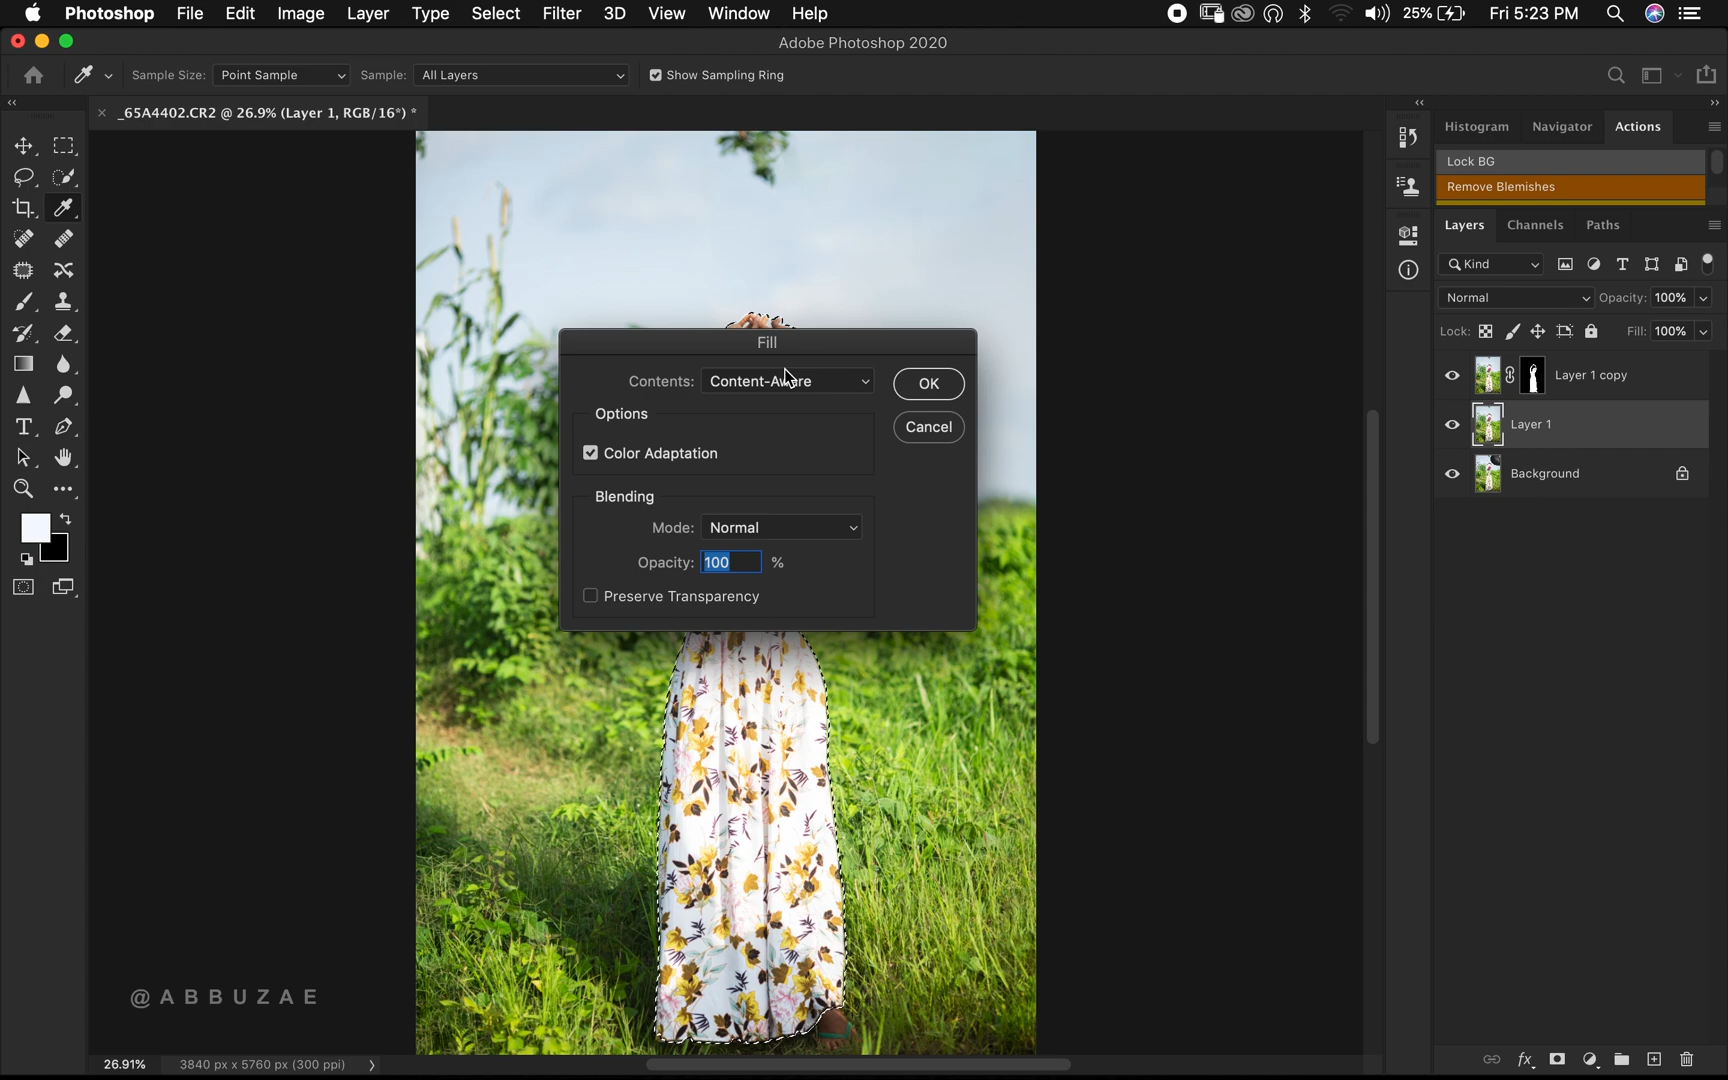 Photoshop File Edit Image Layer Type Select Filter 3D View Window Help 25% Fri 5:23 PM
Adobe Photoshop 2020
Sample Size: Point Sample Sample: All Layers Show Sampling Ring
× _65A4402.CR2 @ 26.9% (Layer 1, RGB/16*) *
Histogram Navigator Actions
Lock BG
Remove Blemishes
Layers Channels Paths
Kind
Normal Opacity: 100%
Lock: Fill: 100%
Layer 1 copy
Layer 1
Background
Fill
Contents: Content-Aware OK
Options
Cancel
Color Adaptation
Blending
Mode: Normal
Opacity: 100 %
Preserve Transparency
@ABBUZAE
26.91% 3840 px x 5760 px (300 ppi)